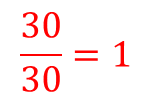 30/30 = 1